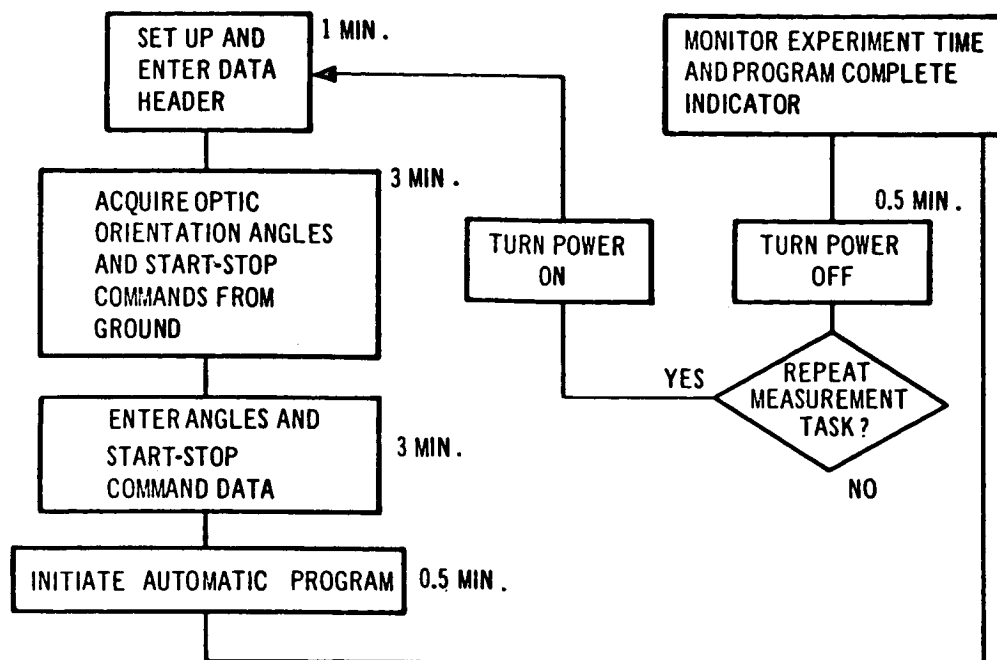 SET UP AND
ENTER DATA
HEADER
1 MIN.
ACQUIRE OPTIC
ORIENTATION ANGLES
AND START-STOP
COMMANDS FROM
GROUND
3 MIN.
ENTER ANGLES AND
START-STOP
COMMAND DATA
3 MIN.
INITIATE AUTOMATIC PROGRAM
0.5 MIN.
MONITOR EXPERIMENT TIME
AND PROGRAM COMPLETE
INDICATOR
0.5 MIN.
TURN POWER
OFF
REPEAT
MEASUREMENT
TASK?
YES
NO
TURN POWER
ON